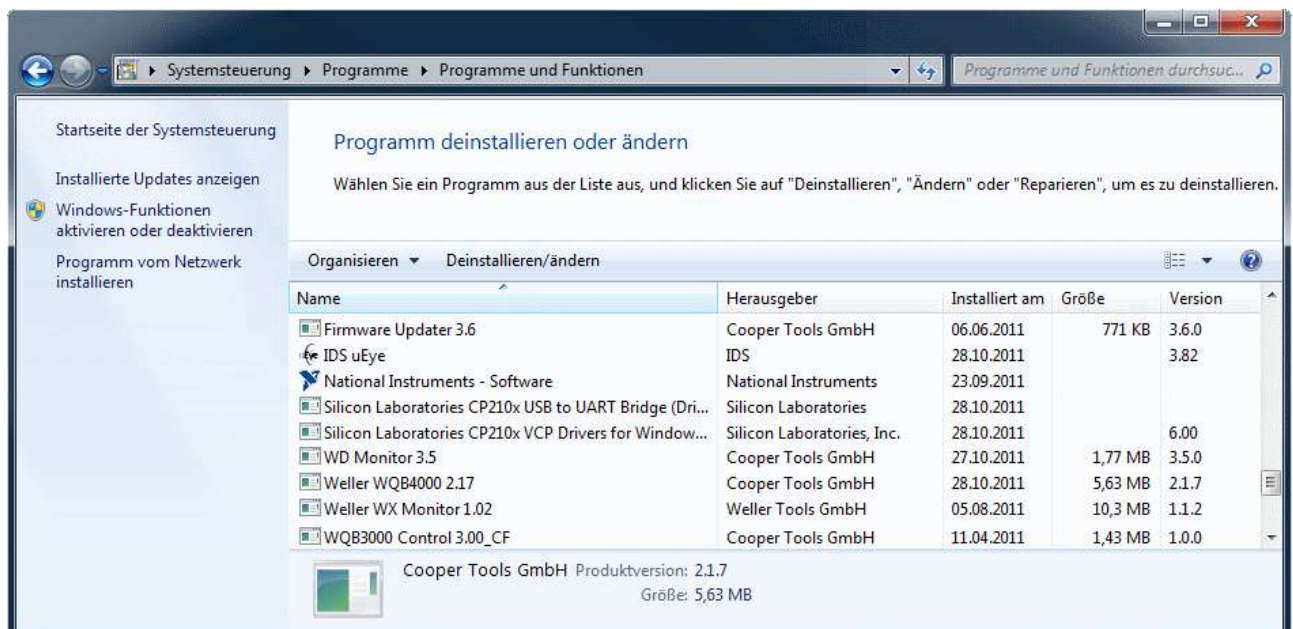 Systemsteuerung ▸ Programme ▸ Programme und Funktionen
Programme und Funktionen durchsuc...
Startseite der Systemsteuerung
Installierte Updates anzeigen
Windows-Funktionen
aktivieren oder deaktivieren
Programm vom Netzwerk
installieren
Programm deinstallieren oder ändern
Wählen Sie ein Programm aus der Liste aus, und klicken Sie auf "Deinstallieren", "Ändern" oder "Reparieren", um es zu deinstallieren.
Organisieren Deinstallieren/ändern
Name Herausgeber Installiert am Größe Version
Firmware Updater 3.6 Cooper Tools GmbH 06.06.2011 771 KB 3.6.0
IDS uEye IDS 28.10.2011 3.82
National Instruments - Software National Instruments 23.09.2011
Silicon Laboratories CP210x USB to UART Bridge (Dri... Silicon Laboratories 28.10.2011
Silicon Laboratories CP210x VCP Drivers for Window... Silicon Laboratories, Inc. 28.10.2011 6.00
WD Monitor 3.5 Cooper Tools GmbH 27.10.2011 1,77 MB 3.5.0
Weller WQB4000 2.17 Cooper Tools GmbH 28.10.2011 5,63 MB 2.1.7
Weller WX Monitor 1.02 Weller Tools GmbH 05.08.2011 10,3 MB 1.1.2
WQB3000 Control 3.00_CF Cooper Tools GmbH 11.04.2011 1,43 MB 1.0.0
Cooper Tools GmbH Produktversion: 2.1.7
Größe: 5,63 MB